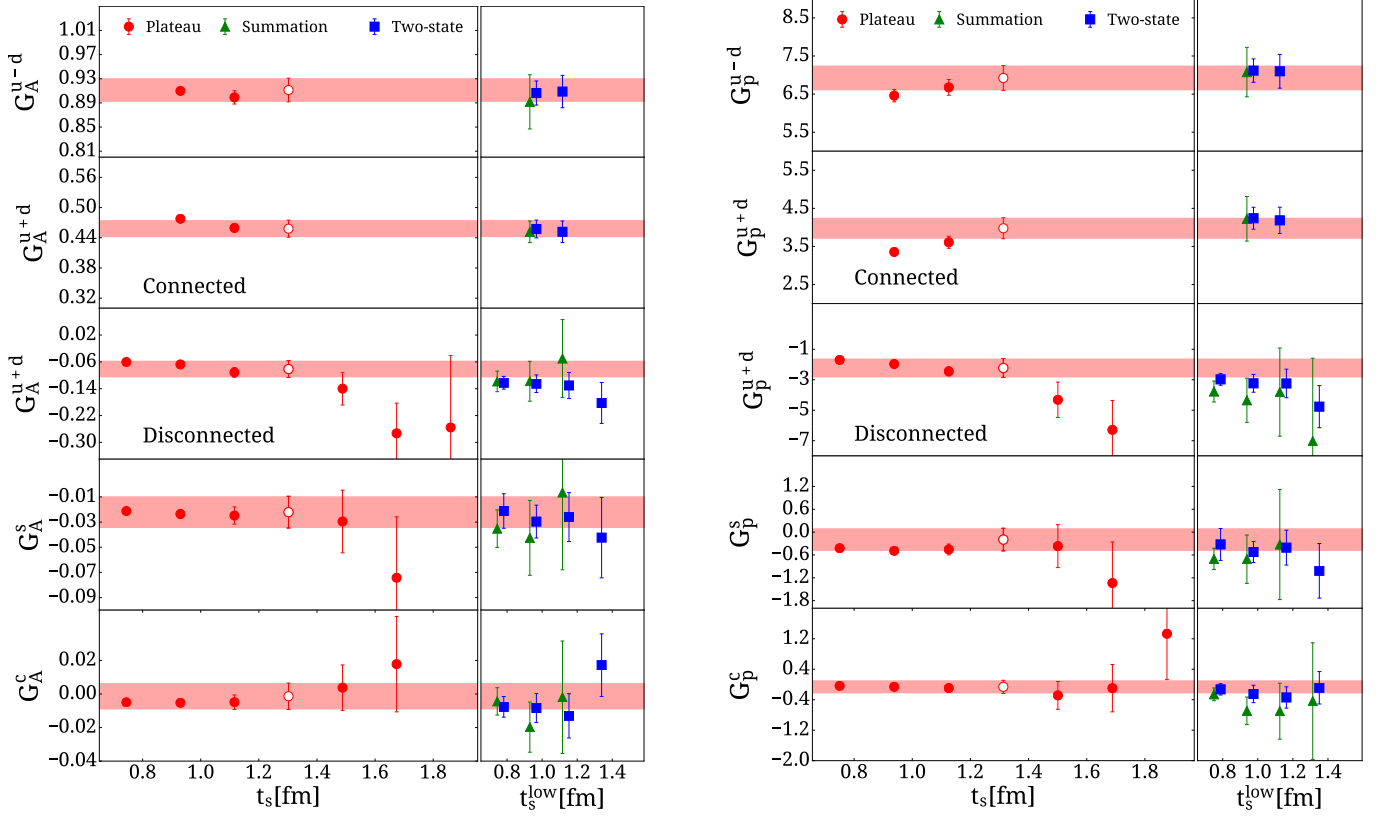 Plateau Summation Two-state
G_A^{u−d}
1.01
0.97
0.93
0.89
0.85
0.81
G_A^{u+d}
0.56
0.50
0.44
0.38
0.32
Connected
G_A^{u+d}
0.02
−0.06
−0.14
−0.22
−0.30
Disconnected
G_A^s
−0.01
−0.03
−0.05
−0.07
−0.09
G_A^c
0.02
0.00
−0.02
−0.04
0.8 1.0 1.2 1.4 1.6 1.8 0.8 1.0 1.2 1.4
t_s[fm] t_s^{low}[fm]
Plateau Summation Two-state
G_p^{u−d}
8.5
7.5
6.5
5.5
G_p^{u+d}
5.5
4.5
3.5
2.5
Connected
G_p^{u+d}
−1
−3
−5
−7
Disconnected
G_p^s
1.2
0.6
0.0
−0.6
−1.2
−1.8
G_p^c
1.2
0.4
−0.4
−1.2
−2.0
0.8 1.0 1.2 1.4 1.6 1.8 0.8 1.0 1.2 1.4
t_s[fm] t_s^{low}[fm]